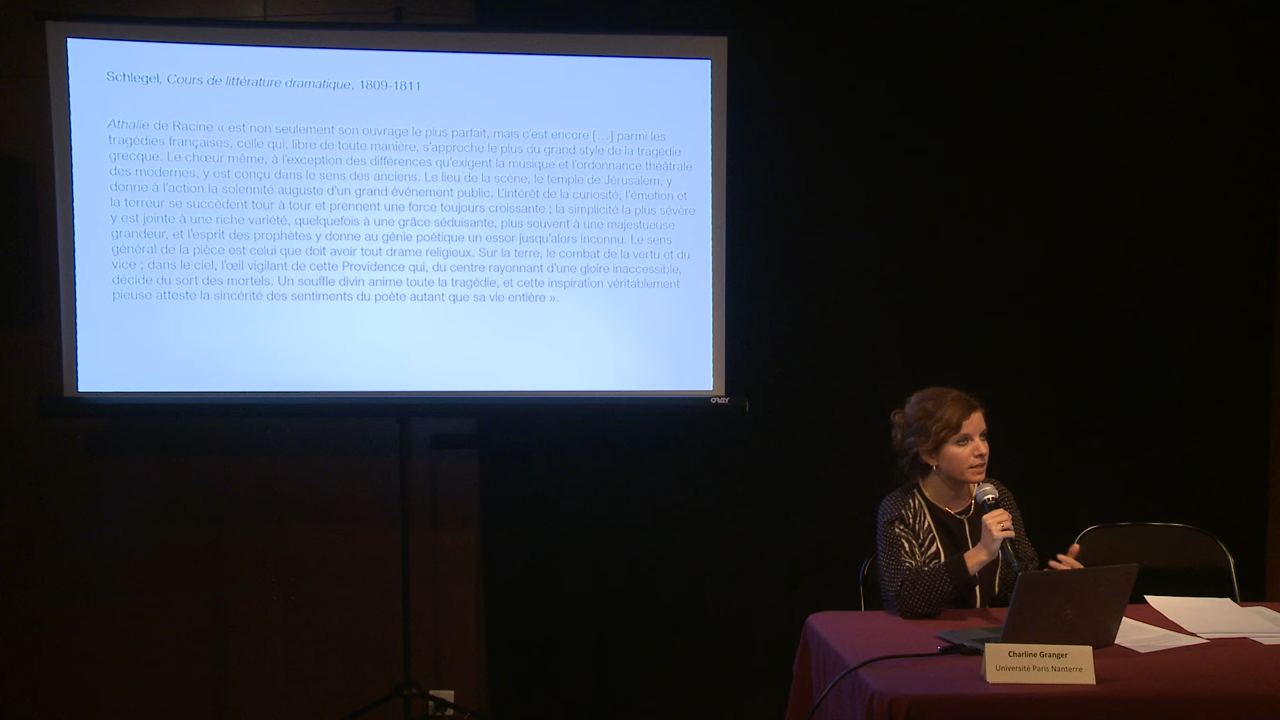 Schlegel, Cours de littérature dramatique, 1809-1811
Athalie de Racine « est non seulement son ouvrage le plus parfait, mais c'est encore [...] parmi les
tragédies françaises, celle qui, libre de toute manière, s'approche le plus du grand style de la tragédie
grecque. Le chœur même, à l'exception des différences qu'exigent la musique et l'ordonnance théâtrale
des modernes, y est conçu dans le sens des anciens. Le lieu de la scène, le temple de Jérusalem, y
donne à l'action la solennité auguste d'un grand événement public. L'intérêt de la curiosité, l'émotion et
la terreur se succèdent tour à tour et prennent une force toujours croissante ; la simplicité la plus sévère
y est jointe à une riche variété, quelquefois à une grâce séduisante, plus souvent à une majestueuse
grandeur, et l'esprit des prophètes y donne au génie poétique un essor jusqu'alors inconnu. Le sens
général de la pièce est celui que doit avoir tout drame religieux. Sur la terre, le combat de la vertu et du
vice ; dans le ciel, l'œil vigilant de cette Providence qui, du centre rayonnant d'une gloire inaccessible,
décide du sort des mortels. Un souffle divin anime toute la tragédie, et cette inspiration véritablement
pieuse atteste la sincérité des sentiments du poète autant que sa vie entière ».
ORAY
Charline Granger
Université Paris Nanterre